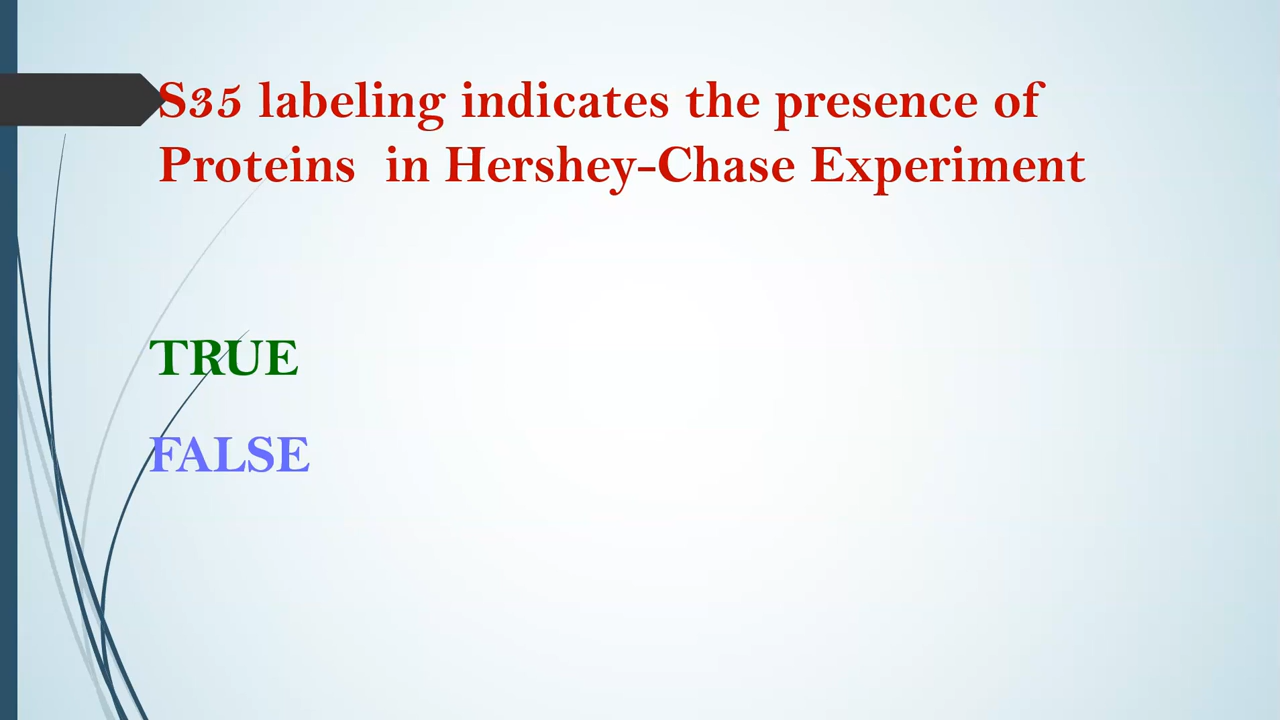 S35 labeling indicates the presence of
Proteins in Hershey-Chase Experiment
TRUE
FALSE